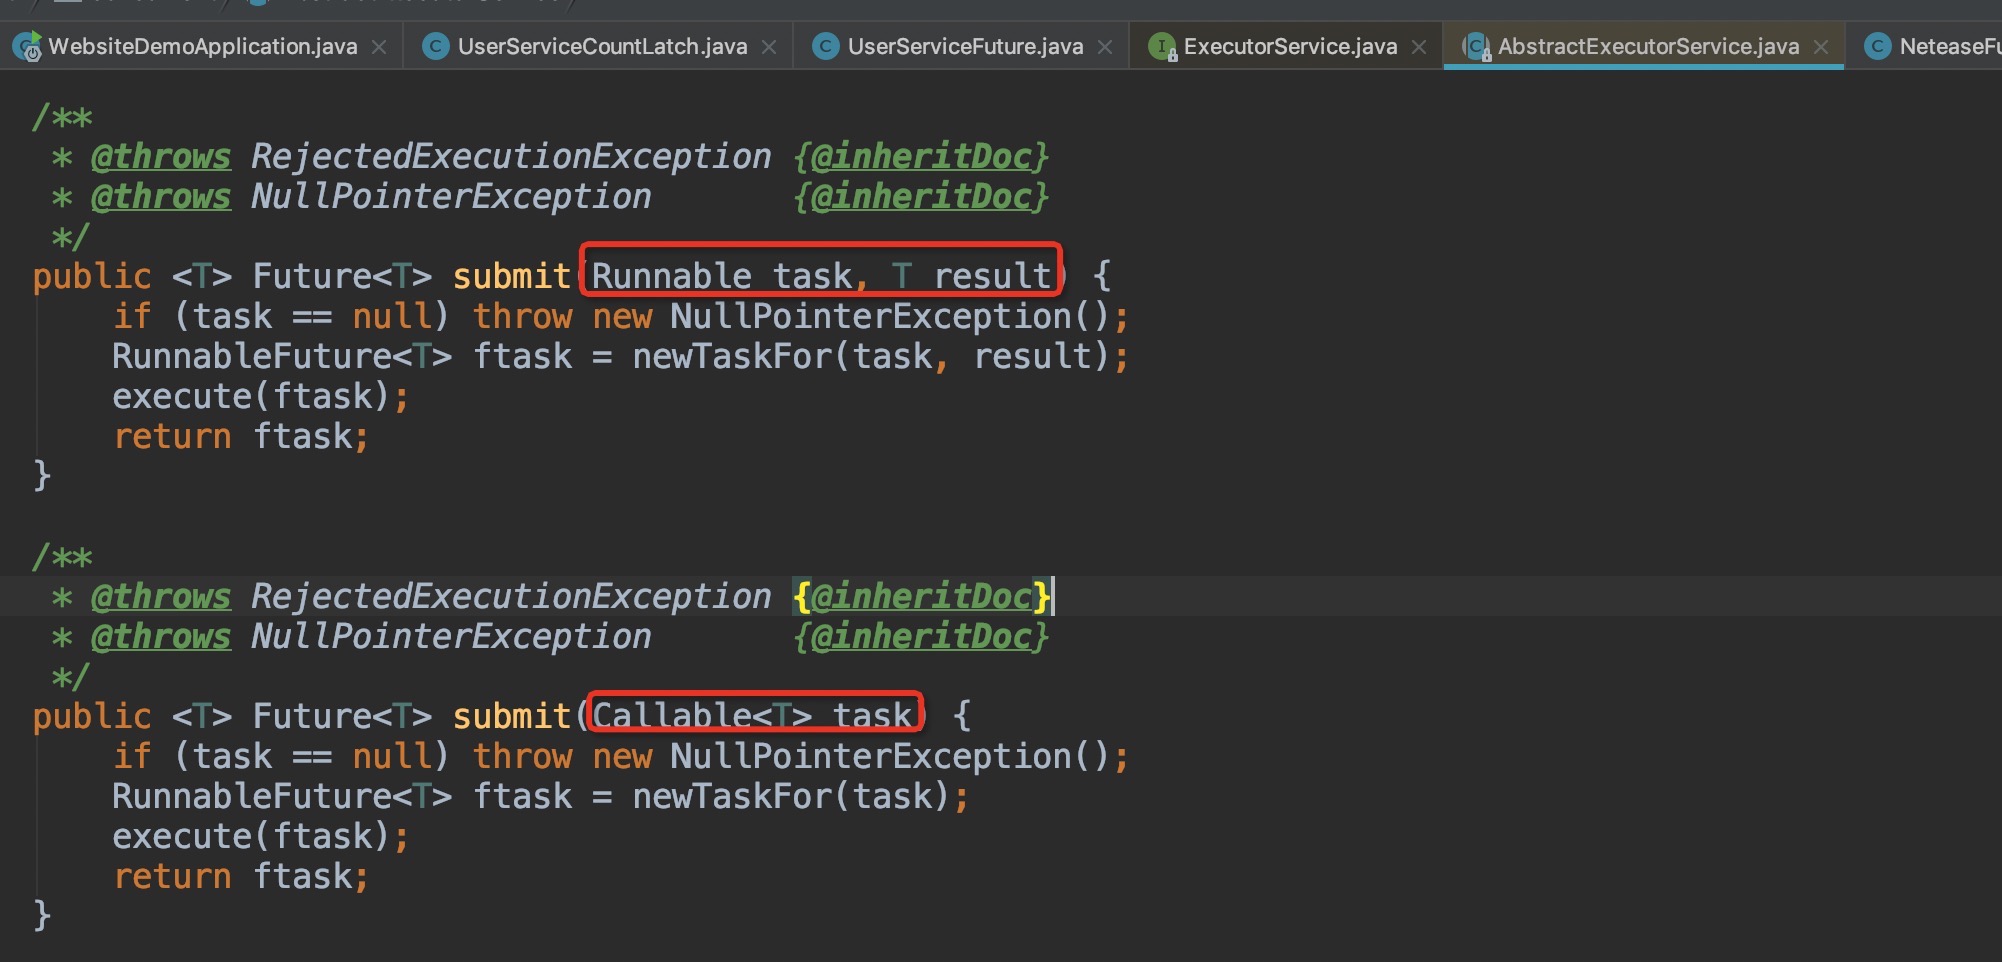 WebsiteDemoApplication.java × UserServiceCountLatch.java × UserServiceFuture.java × ExecutorService.java × AbstractExecutorService.java × NeteaseFu
/**
 * @throws RejectedExecutionException {@inheritDoc}
 * @throws NullPointerException       {@inheritDoc}
 */
public <T> Future<T> submit(Runnable task, T result) {
    if (task == null) throw new NullPointerException();
    RunnableFuture<T> ftask = newTaskFor(task, result);
    execute(ftask);
    return ftask;
}
/**
 * @throws RejectedExecutionException {@inheritDoc}
 * @throws NullPointerException       {@inheritDoc}
 */
public <T> Future<T> submit(Callable<T> task) {
    if (task == null) throw new NullPointerException();
    RunnableFuture<T> ftask = newTaskFor(task);
    execute(ftask);
    return ftask;
}